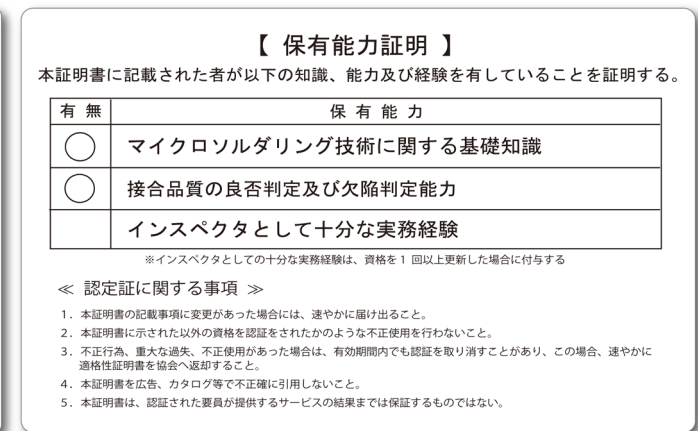 【 保有能力証明 】
本証明書に記載された者が以下の知識、能力及び経験を有していることを証明する。
有 無 保 有 能 力
○ マイクロソルダリング技術に関する基礎知識
○ 接合品質の良否判定及び欠陥判定能力
インスペクタとして十分な実務経験
※インスペクタとしての十分な実務経験は、資格を１ 回以上更新した場合に付与する
≪ 認定証に関する事項 ≫
１．本証明書の記載事項に変更があった場合には、速やかに届け出ること。
２．本証明書に示された以外の資格を認証をされたかのような不正使用を行わないこと。
３．不正行為、重大な過失、不正使用があった場合は、有効期間内でも認証を取り消すことがあり、この場合、速やかに
適格性証明書を協会へ返却すること。
４．本証明書を広告、カタログ等で不正確に引用しないこと。
５．本証明書は、認証された要員が提供するサービスの結果までは保証するものではない。